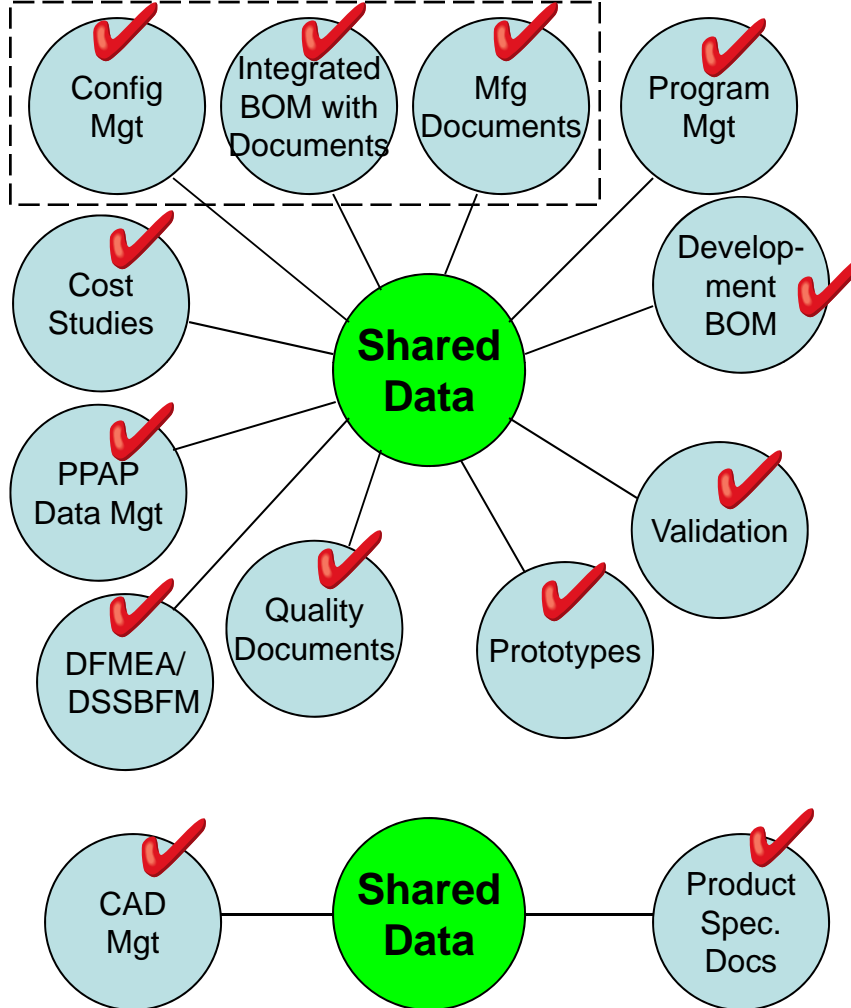 Config
Mgt
Integrated
BOM with
Documents
Mfg
Documents
Program
Mgt
Cost
Studies
Develop-
ment
BOM
Shared
Data
PPAP
Data Mgt
Validation
DFMEA/
DSSBFM
Quality
Documents
Prototypes
CAD
Mgt
Shared
Data
Product
Spec.
Docs